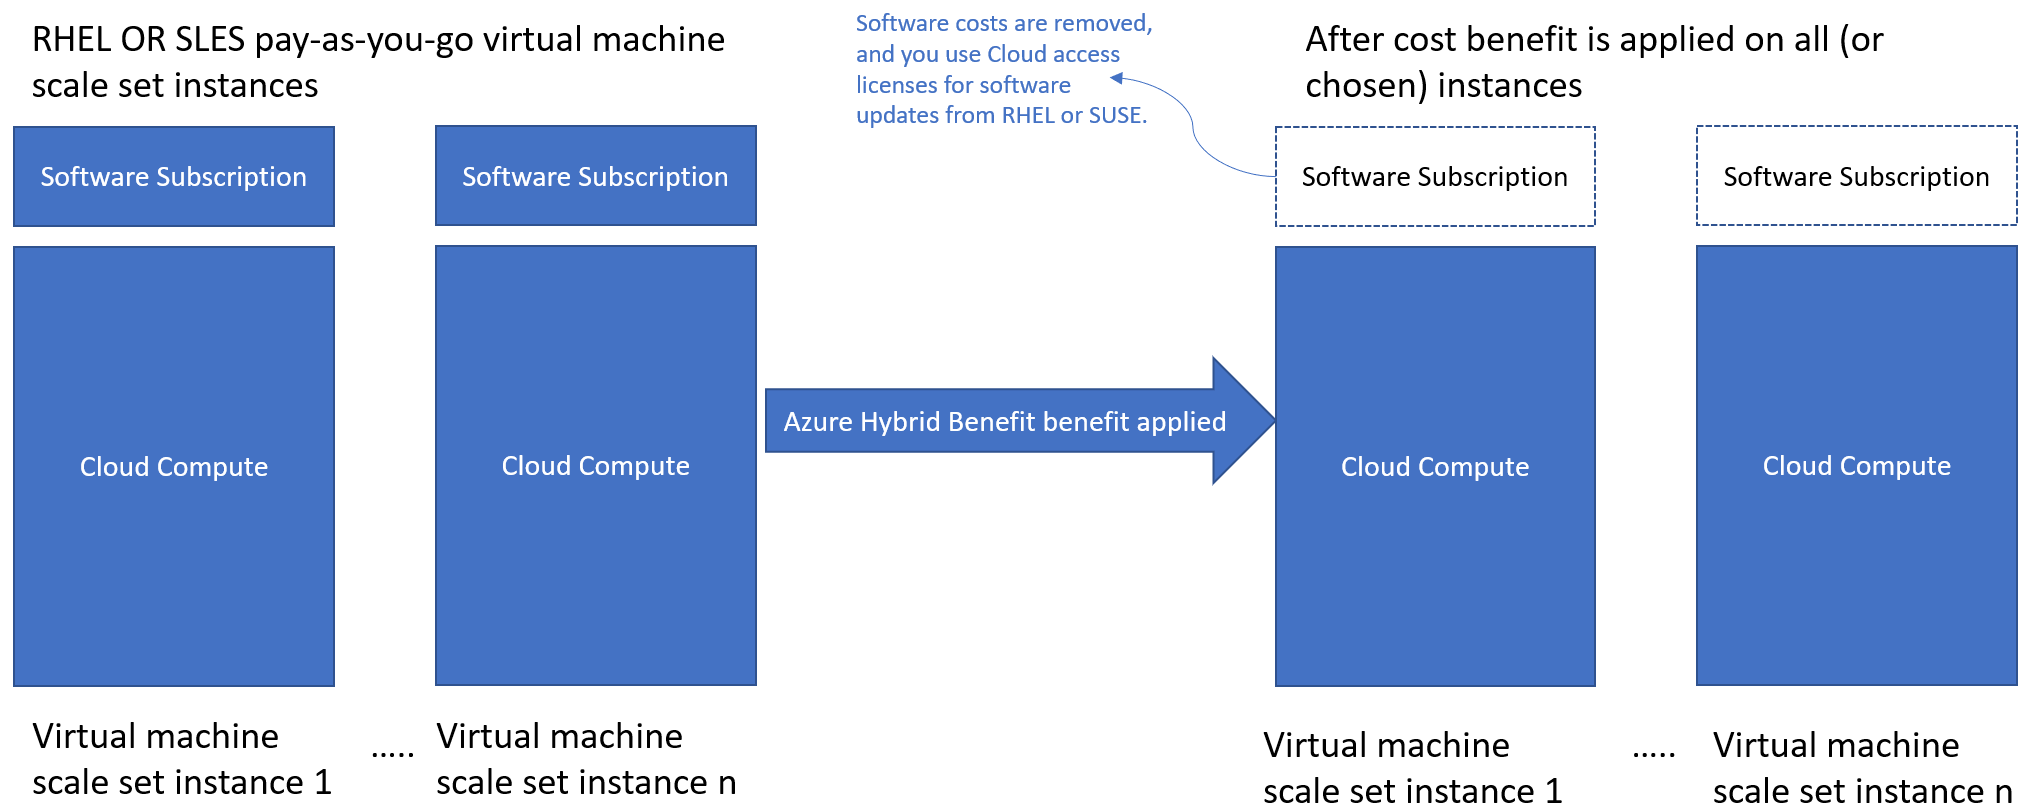 RHEL OR SLES pay-as-you-go virtual machine
scale set instances
Software costs are removed,
and you use Cloud access
licenses for software
updates from RHEL or SUSE.
After cost benefit is applied on all (or
chosen) instances
Software Subscription
Software Subscription
Software Subscription
Software Subscription
Cloud Compute
Cloud Compute
Azure Hybrid Benefit benefit applied
Cloud Compute
Cloud Compute
Virtual machine
scale set instance 1
.....
Virtual machine
scale set instance n
Virtual machine
scale set instance 1
.....
Virtual machine
scale set instance n